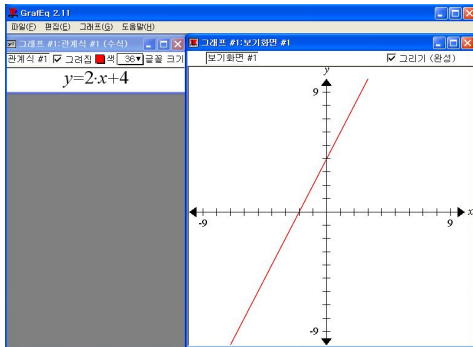 GrafEq 2.11
파일(F) 편집(E) 그래프(G) 도움말(H)
그래프 #1:관계식 #1 (수식)
관계식 #1 그려짐 색 36 글꼴 크기
y=2·x+4
그래프 #1:보기화면 #1
보기화면 #1 그리기 (완성)
y
9
-9 9 x
-9